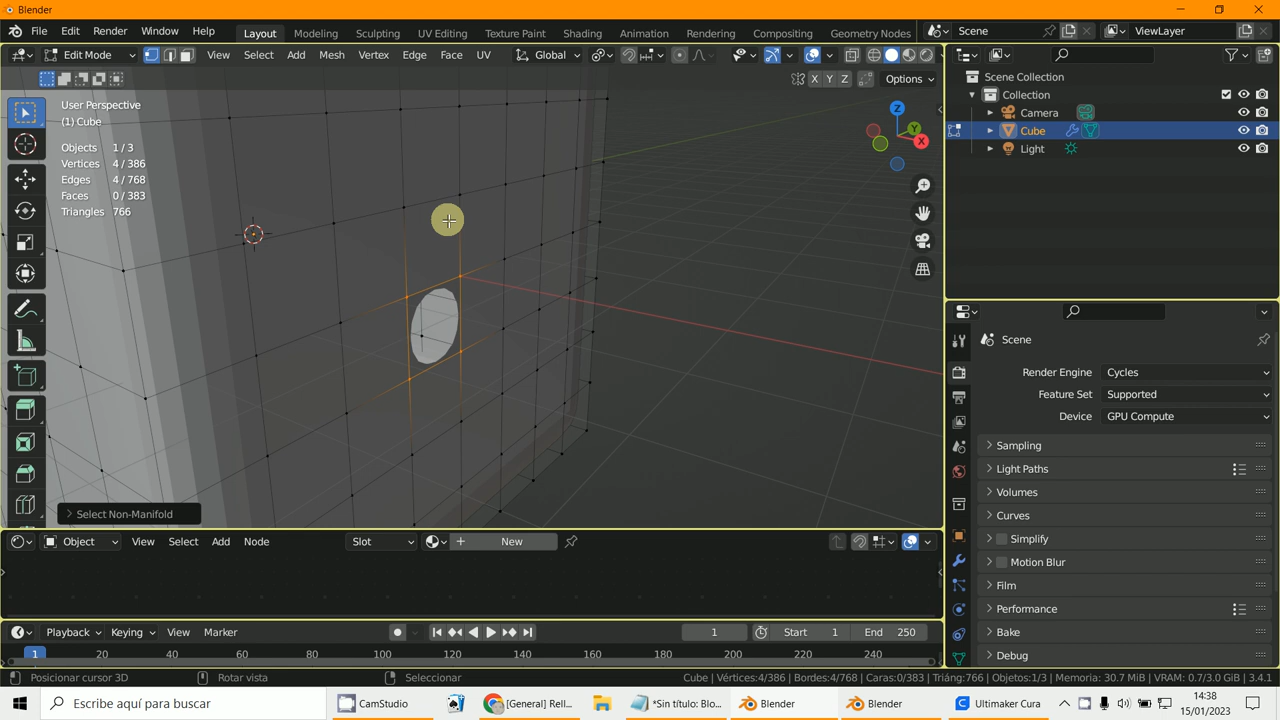 Blender
File Edit Render Window Help Layout Modeling Sculpting UV Editing Texture Paint Shading Animation Rendering Compositing Geometry Nodes Scene ViewLayer
Edit Mode View Select Add Mesh Vertex Edge Face UV Global
X Y Z Options
User Perspective
(1) Cube
Objects 1 / 3
Vertices 4 / 386
Edges 4 / 768
Faces 0 / 383
Triangles 766
Z
Y
X
Select Non-Manifold
Scene Collection
Collection
Camera
Cube
Light
Scene
Render Engine Cycles
Feature Set Supported
Device GPU Compute
Sampling
Light Paths
Volumes
Curves
Simplify
Motion Blur
Film
Performance
Bake
Debug
Object View Select Add Node Slot New
Playback Keying View Marker 1 Start 1 End 250
1 20 40 60 80 100 120 140 160 180 200 220 240
Posicionar cursor 3D Rotar vista Seleccionar Cube | Vértices:4/386 | Bordes:4/768 | Caras:0/383 | Triáng:766 | Objetos:1/3 | Memoria: 30.7 MiB | VRAM: 0.7/3.0 GiB | 3.4.1
Escribe aquí para buscar CamStudio [General] Rell... *Sin título: Blo... Blender Blender Ultimaker Cura
14:38
15/01/2023